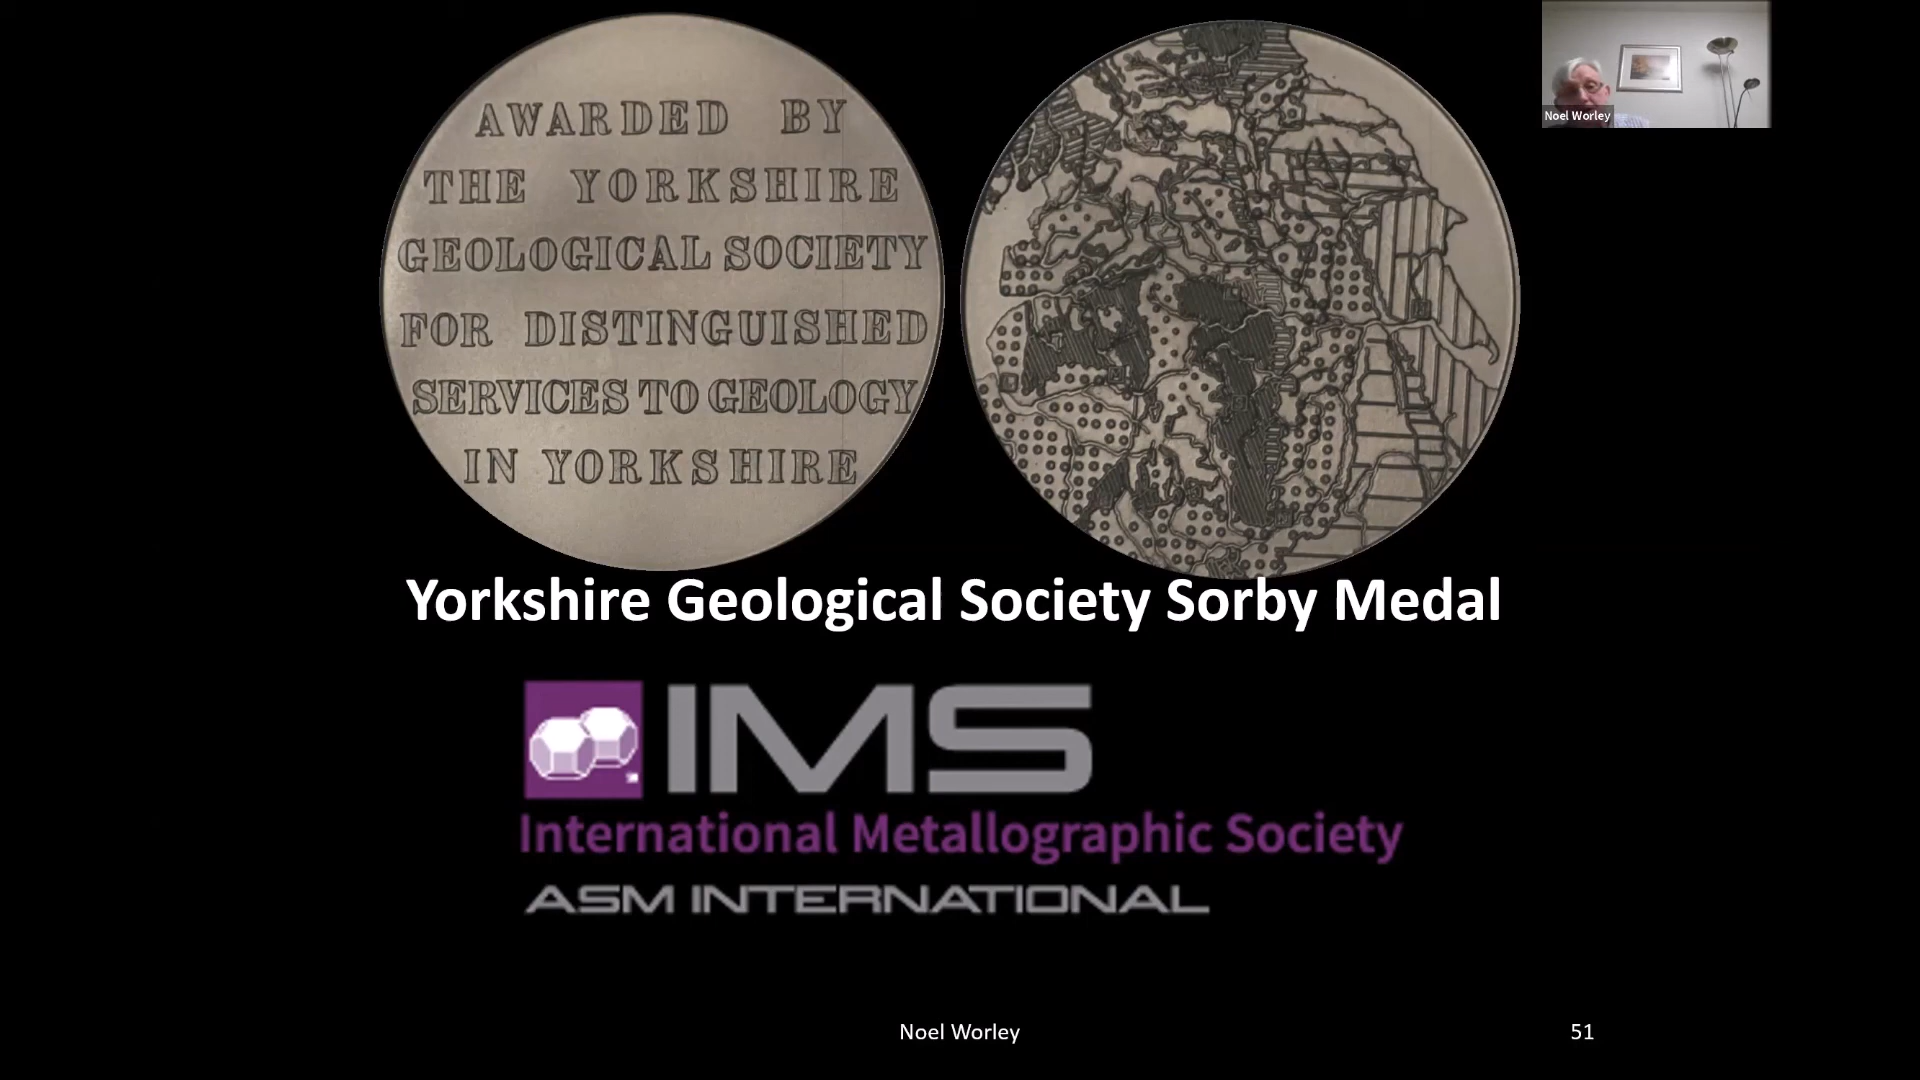 AWARDED BY
THE YORKSHIRE
GEOLOGICAL SOCIETY
FOR DISTINGUISHED
SERVICES TO GEOLOGY
IN YORKSHIRE
Noel Worley
Yorkshire Geological Society Sorby Medal
IMS
International Metallographic Society
ASM INTERNATIONAL
Noel Worley
51